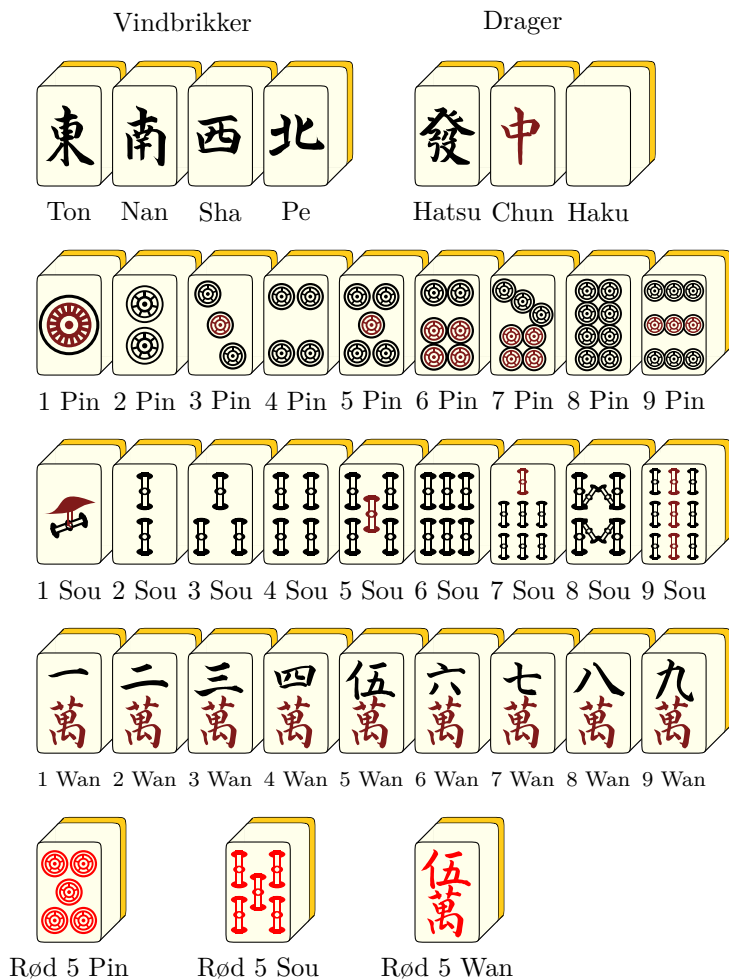 Vindbrikker Drager
東 南 西 北 發 中
Ton Nan Sha Pe Hatsu Chun Haku
1 Pin 2 Pin 3 Pin 4 Pin 5 Pin 6 Pin 7 Pin 8 Pin 9 Pin
1 Sou 2 Sou 3 Sou 4 Sou 5 Sou 6 Sou 7 Sou 8 Sou 9 Sou
一 二 三 四 伍 六 七 八 九
萬 萬 萬 萬 萬 萬 萬 萬 萬
1 Wan 2 Wan 3 Wan 4 Wan 5 Wan 6 Wan 7 Wan 8 Wan 9 Wan
伍
萬
Rød 5 Pin Rød 5 Sou Rød 5 Wan